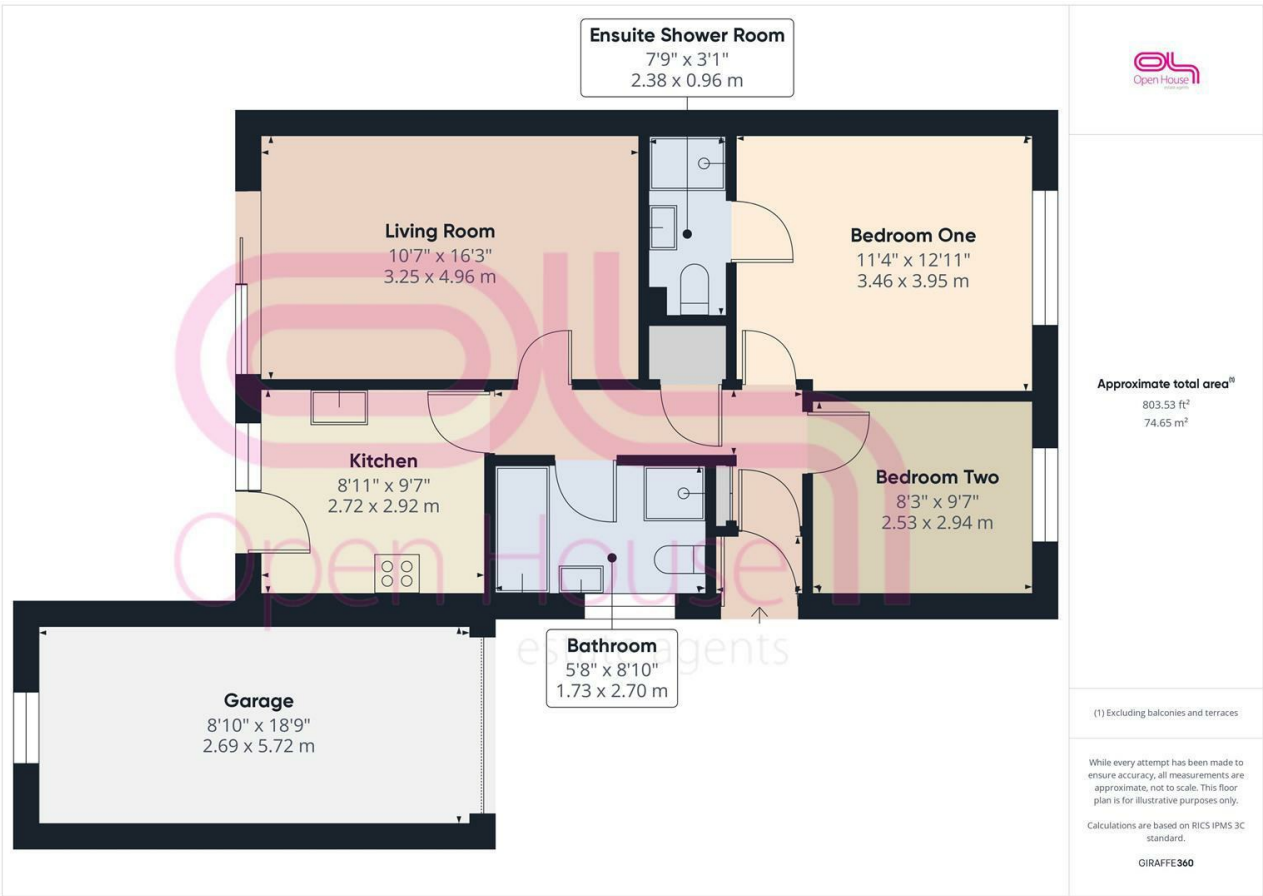 Ensuite Shower Room
7'9" x 3'1"
2.38 x 0.96 m
Living Room
10'7" x 16'3"
3.25 x 4.96 m
Bedroom One
11'4" x 12'11"
3.46 x 3.95 m
Kitchen
8'11" x 9'7"
2.72 x 2.92 m
Bedroom Two
8'3" x 9'7"
2.53 x 2.94 m
Bathroom
5'8" x 8'10"
1.73 x 2.70 m
Garage
8'10" x 18'9"
2.69 x 5.72 m
Open House
estate agents
Open House
estate agents
Approximate total area⁽¹⁾
803.53 ft²
74.65 m²
(1) Excluding balconies and terraces
While every attempt has been made to
ensure accuracy, all measurements are
approximate, not to scale. This floor
plan is for illustrative purposes only.
Calculations are based on RICS IPMS 3C
standard.
GIRAFFE360